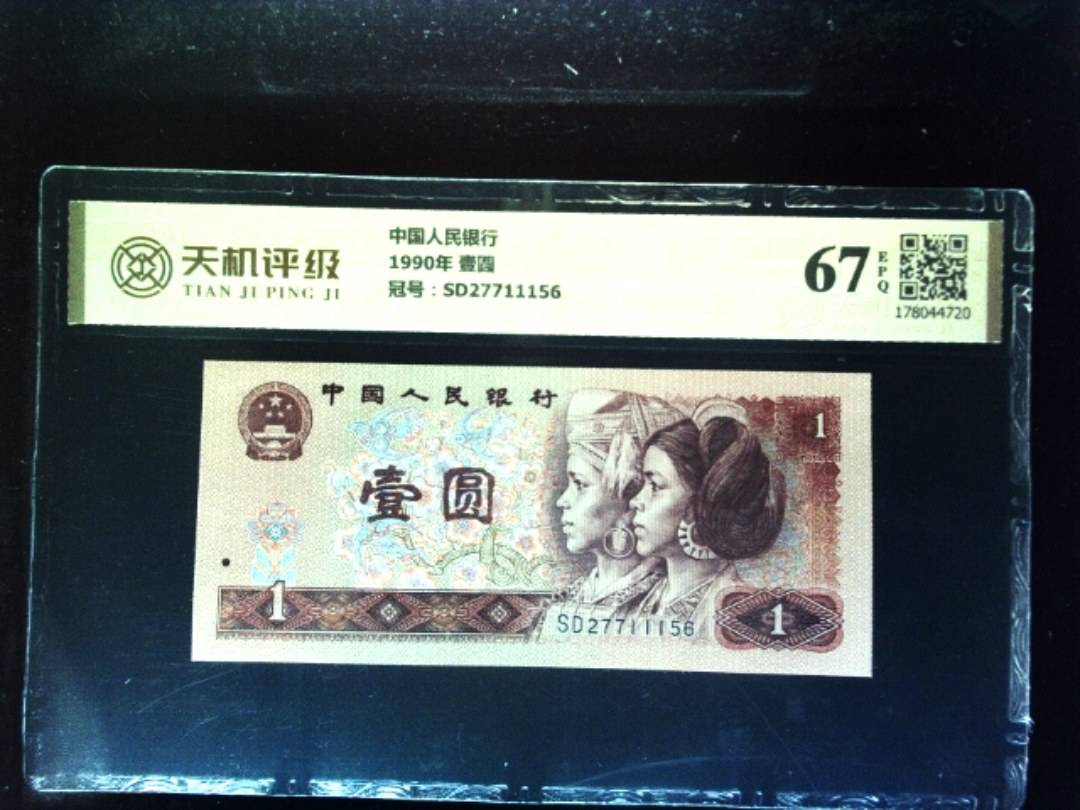 天机评级
TIAN JI PING JI
中国人民银行
1990年 壹四
冠号：SD27711156
67
EPQ
178044720
中国人民银行
壹圆
1
1
SD27711156
1